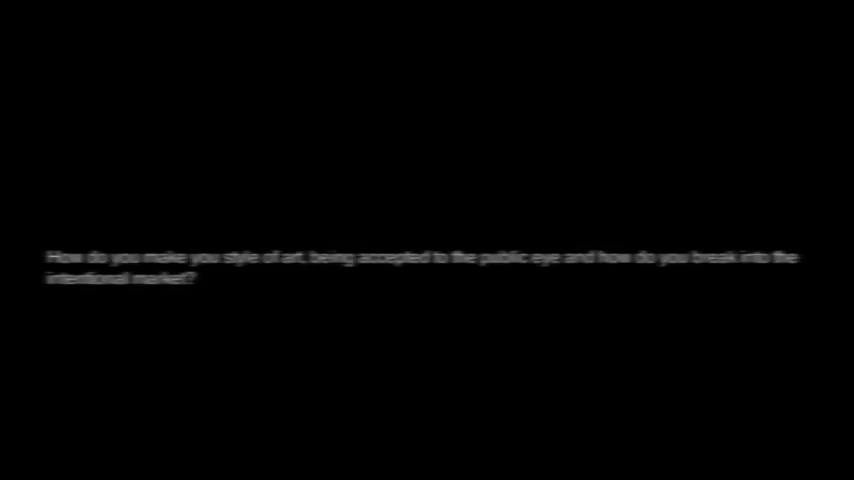 How do you make you style of art, being accepted to the public eye and how do you break into the
intentional market?